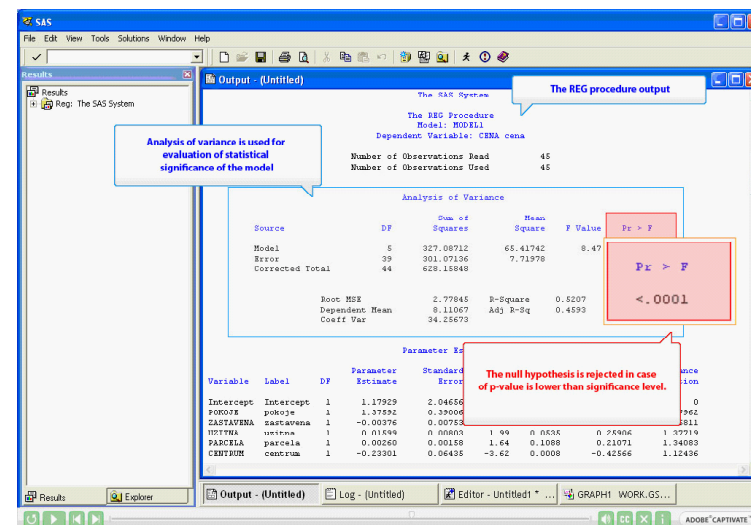 SAS
File Edit View Tools Solutions Window Help
Results
Results
Reg: The SAS System
Output - (Untitled)
The SAS System
The REG procedure output
The REG Procedure
Model: MODEL1
Dependent Variable: CENA cena
Analysis of variance is used for
evaluation of statistical
significance of the model
Number of Observations Read 45
Number of Observations Used 45
Analysis of Variance
Sum of Mean
Source DF Squares Square F Value Pr > F
Model 5 327.08712 65.41742 8.47
Error 39 301.07136 7.71978
Corrected Total 44 628.15848
Pr > F
<.0001
Root MSE 2.77845 R-Square 0.5207
Dependent Mean 8.11067 Adj R-Sq 0.4593
Coeff Var 34.25673
Parameter Es
The null hypothesis is rejected in case
of p-value is lower than significance level.
Parameter Standard
Variable Label DF Estimate Error
Intercept Intercept 1 1.17929 2.04656 0
POKOJE pokoje 1 1.37592 0.39006
ZASTAVENA zastavena 1 -0.00376 0.00753
UZITNA uzitna 1 0.01599 0.00803 1.99 0.0535 0.25906 1.37719
PARCELA parcela 1 0.00260 0.00158 1.64 0.1088 0.21071 1.34083
CENTRUM centrum 1 -0.23301 0.06435 -3.62 0.0008 -0.42566 1.12436
Results Explorer
Output - (Untitled) Log - (Untitled) Editor - Untitled1 * ... GRAPH1 WORK.GS...
CC X i ADOBE CAPTIVATE